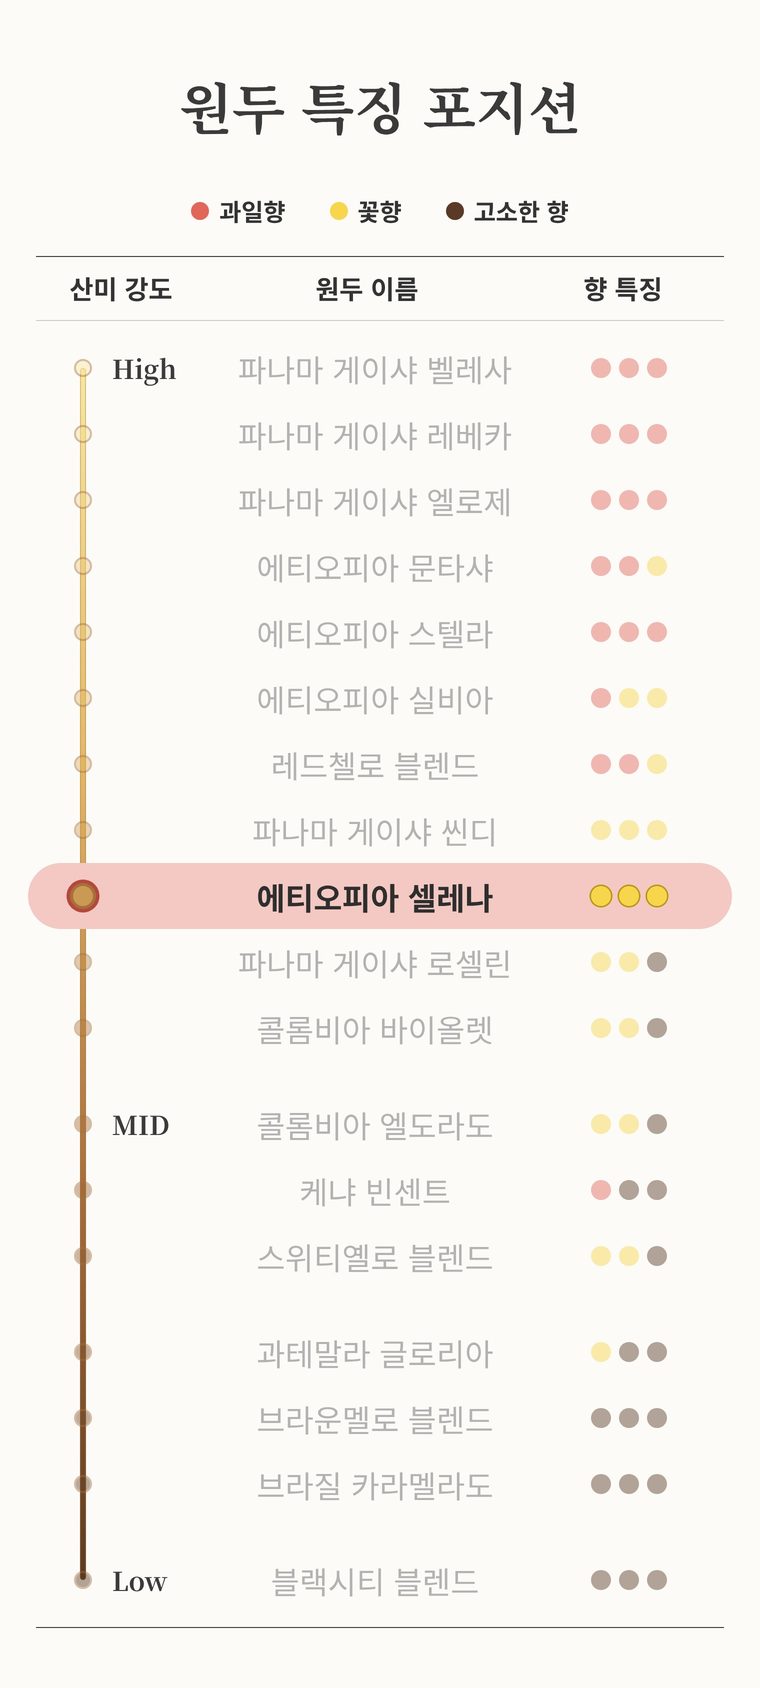 원두 특징 포지션
과일향 꽃향 고소한 향
산미 강도 원두 이름 향 특징
High 파나마 게이샤 벨레사
파나마 게이샤 레베카
파나마 게이샤 엘로제
에티오피아 문타샤
에티오피아 스텔라
에티오피아 실비아
레드첼로 블렌드
파나마 게이샤 씬디
에티오피아 셀레나
파나마 게이샤 로셀린
콜롬비아 바이올렛
MID 콜롬비아 엘도라도
케냐 빈센트
스위티옐로 블렌드
과테말라 글로리아
브라운멜로 블렌드
브라질 카라멜라도
Low 블랙시티 블렌드